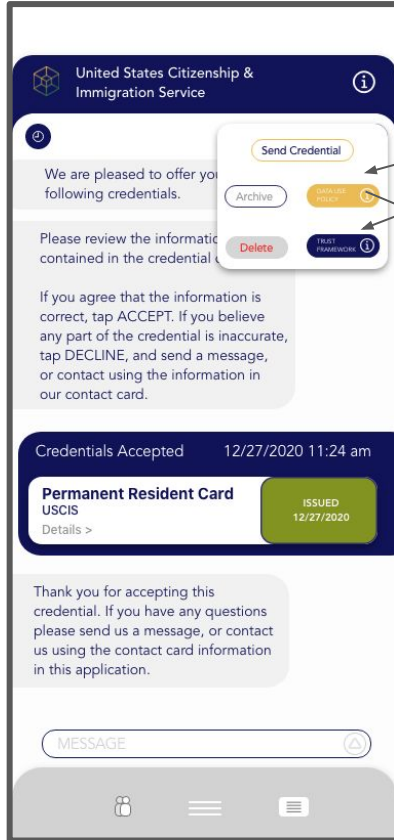 United States Citizenship &
Immigration Service
Send Credential
We are pleased to offer you
following credentials.
Archive
DATA USE
POLICY
Delete
TRUST
FRAMEWORK
Please review the informatic
contained in the credential
If you agree that the information is
correct, tap ACCEPT. If you believe
any part of the credential is inaccurate,
tap DECLINE, and send a message,
or contact using the information in
our contact card.
Credentials Accepted 12/27/2020 11:24 am
Permanent Resident Card
USCIS
Details >
ISSUED
12/27/2020
Thank you for accepting this
credential. If you have any questions
please send us a message, or contact
us using the contact card information
in this application.
MESSAGE